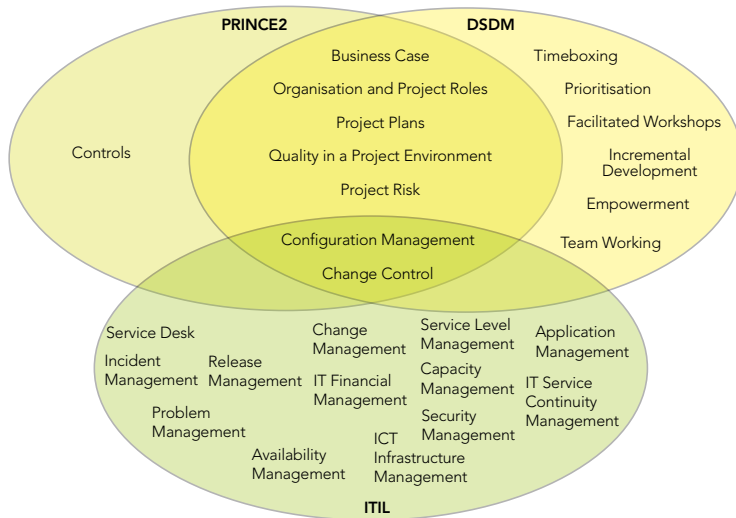 PRINCE2
DSDM
Business Case
Timeboxing
Organisation and Project Roles
Prioritisation
Project Plans
Facilitated Workshops
Controls
Quality in a Project Environment
Incremental
Development
Project Risk
Empowerment
Configuration Management
Team Working
Change Control
Service Desk
Change
Management
Service Level
Management
Application
Management
Incident
Management
Release
Management
IT Financial
Management
Capacity
Management
IT Service
Continuity
Management
Problem
Management
Security
Management
Availability
Management
ICT
Infrastructure
Management
ITIL